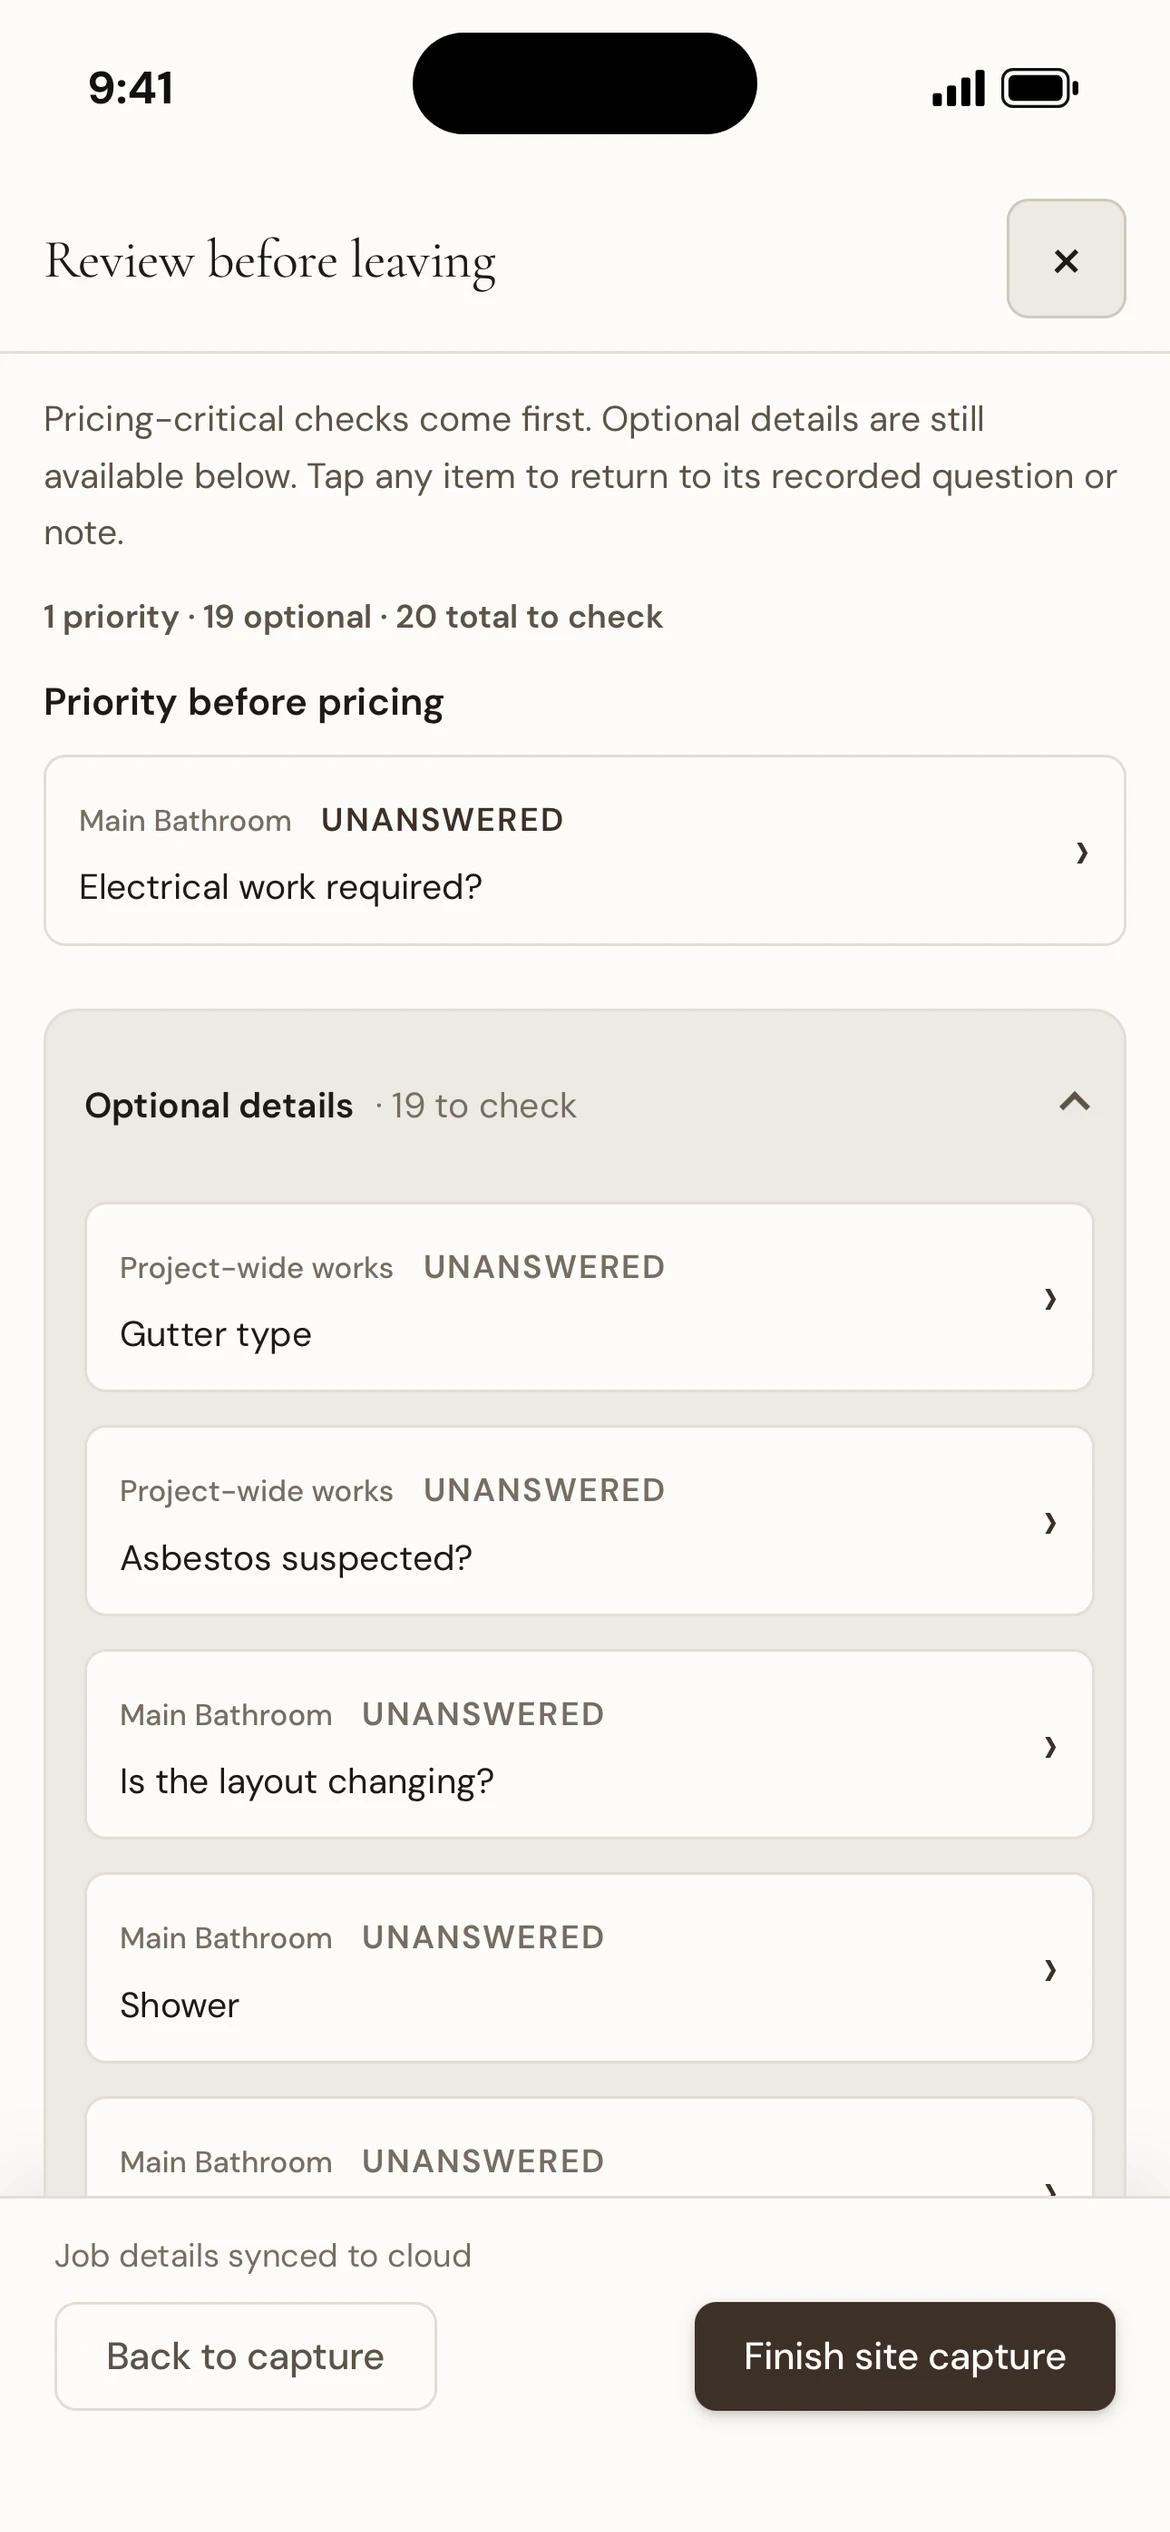 9:41
Review before leaving
×
Pricing-critical checks come first. Optional details are still
available below. Tap any item to return to its recorded question or
note.
1 priority · 19 optional · 20 total to check
Priority before pricing
Main Bathroom UNANSWERED
Electrical work required?
Optional details · 19 to check
Project-wide works UNANSWERED
Gutter type
Project-wide works UNANSWERED
Asbestos suspected?
Main Bathroom UNANSWERED
Is the layout changing?
Main Bathroom UNANSWERED
Shower
Main Bathroom UNANSWERED
Job details synced to cloud
Back to capture
Finish site capture